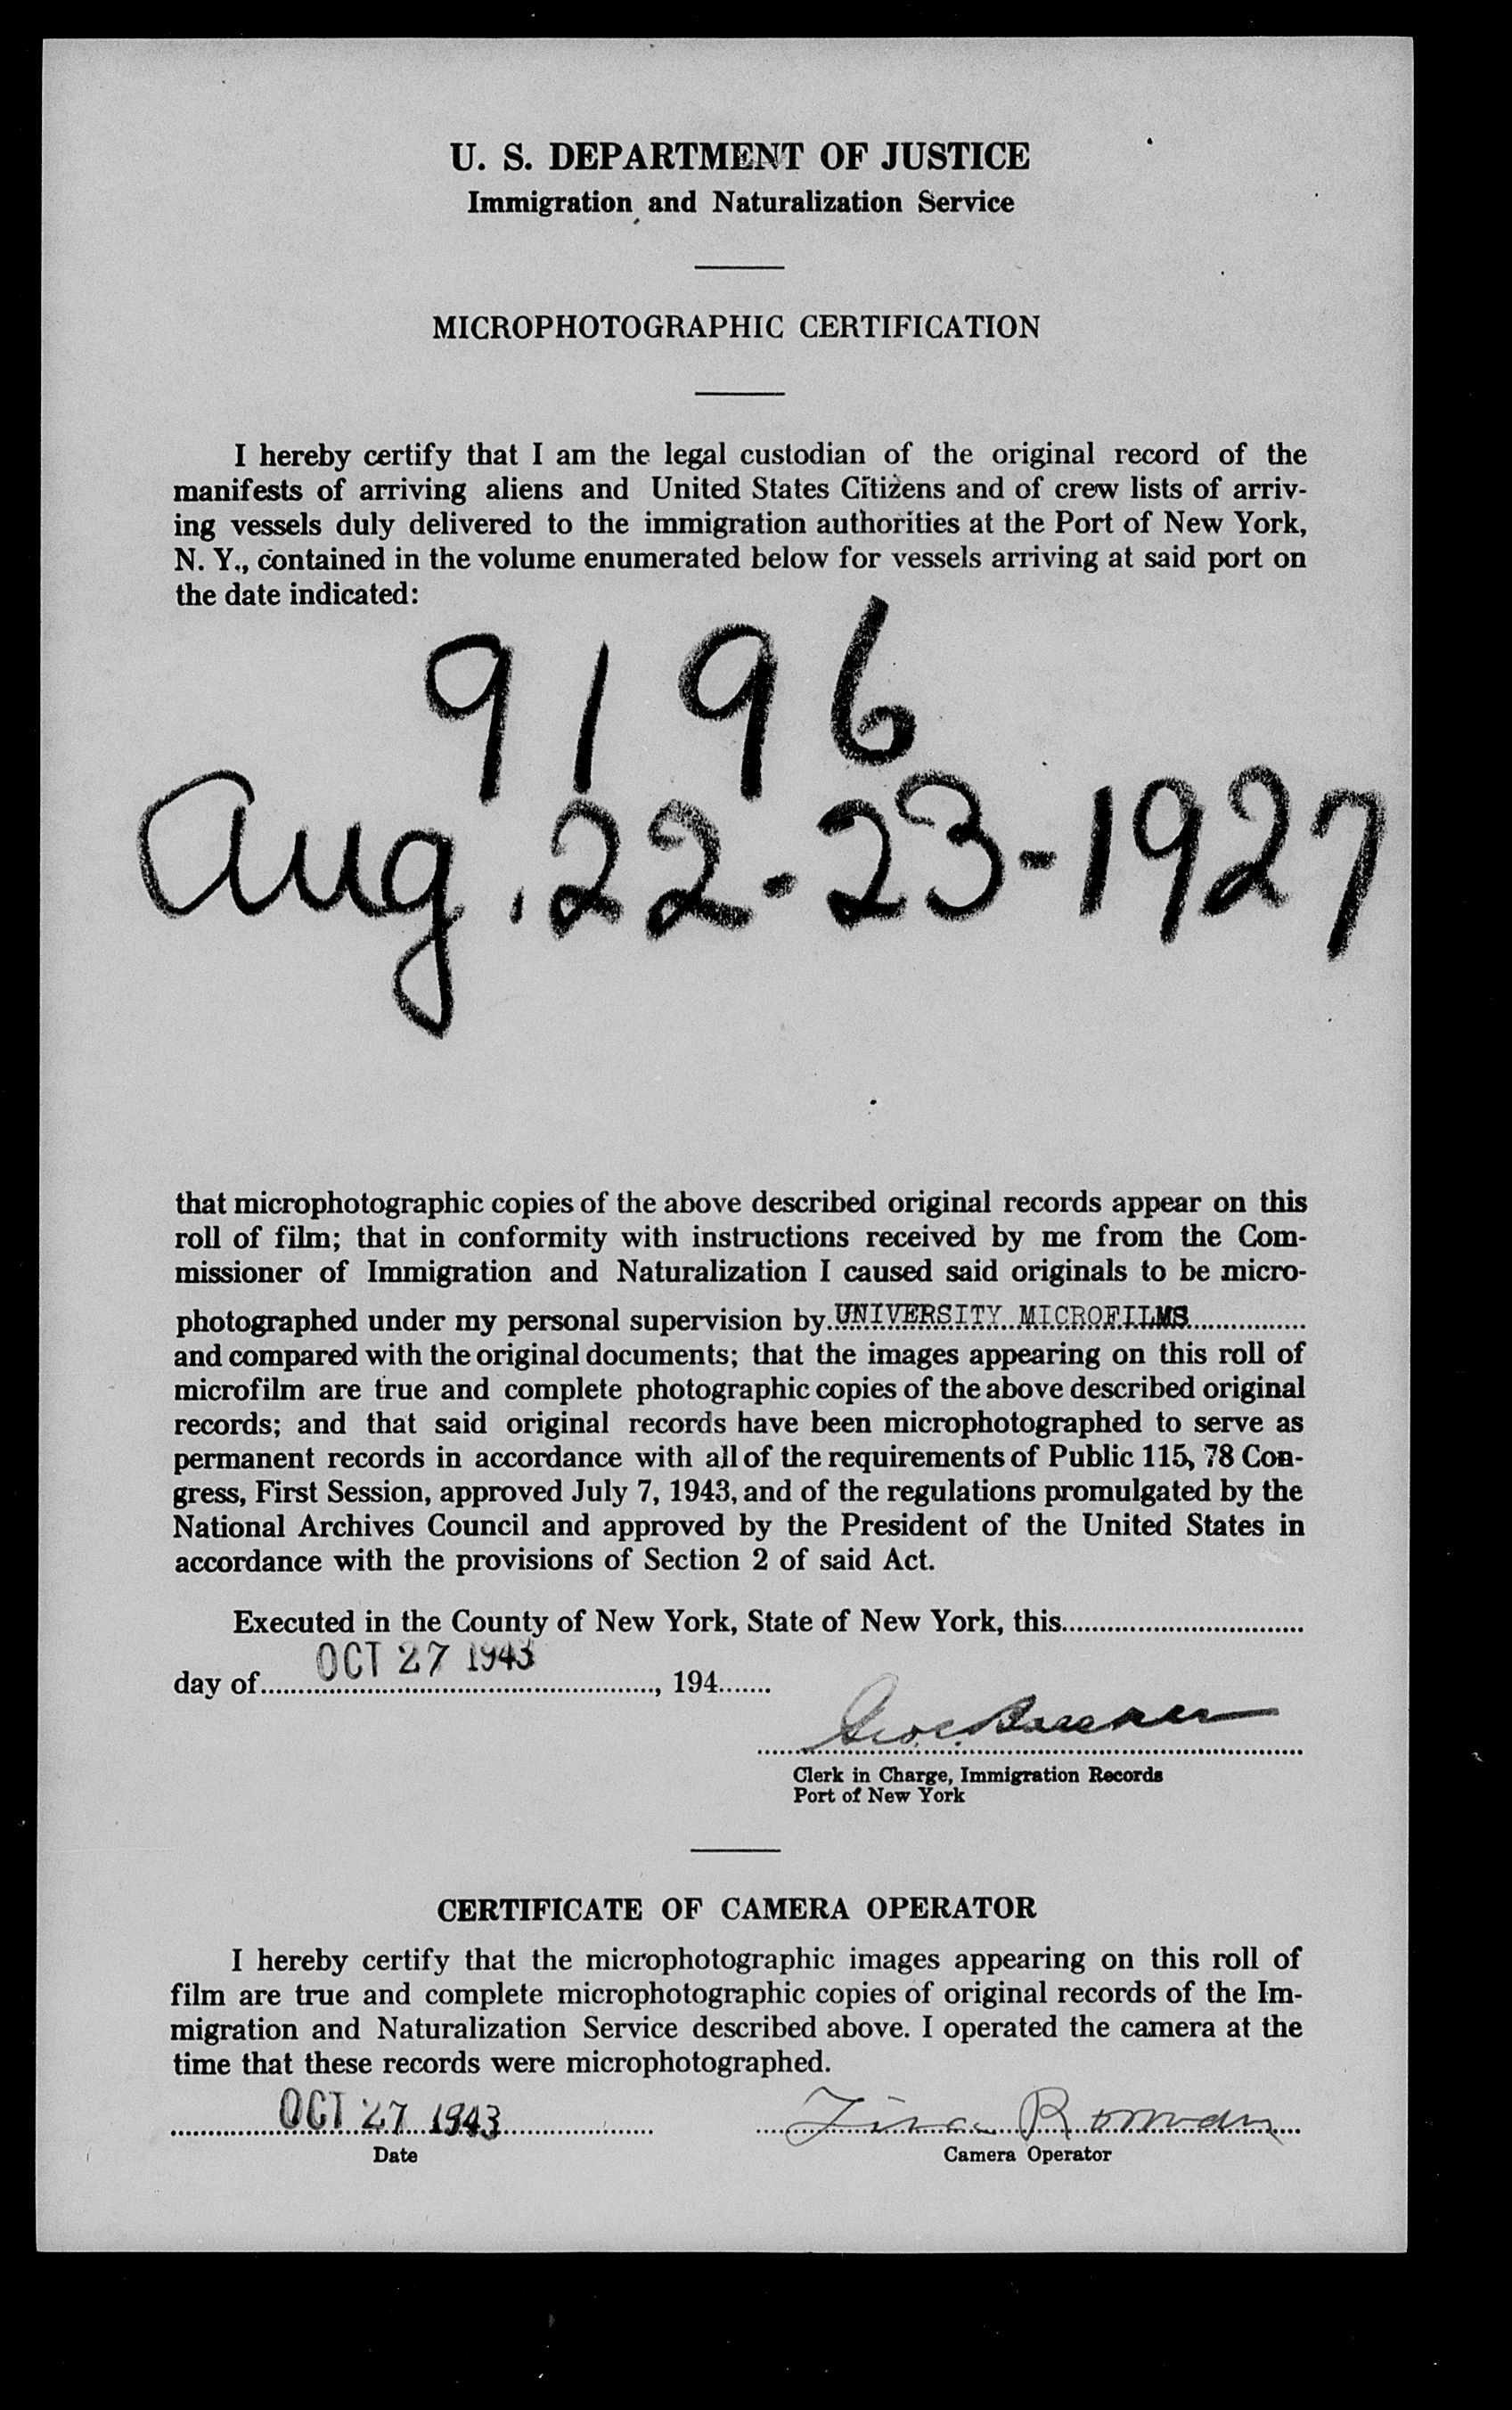 U. S. DEPARTMENT OF JUSTICE
Immigration and Naturalization Service
MICROPHOTOGRAPHIC CERTIFICATION
I hereby certify that I am the legal custodian of the original record of the
manifests of arriving aliens and United States Citizens and of crew lists of arriv-
ing vessels duly delivered to the immigration authorities at the Port of New York,
N. Y., contained in the volume enumerated below for vessels arriving at said port on
the date indicated:
9196
Aug. 22-23-1927
that microphotographic copies of the above described original records appear on this
roll of film; that in conformity with instructions received by me from the Com-
missioner of Immigration and Naturalization I caused said originals to be micro-
photographed under my personal supervision by UNIVERSITY MICROFILMS
and compared with the original documents; that the images appearing on this roll of
microfilm are true and complete photographic copies of the above described original
records; and that said original records have been microphotographed to serve as
permanent records in accordance with all of the requirements of Public 115, 78 Con-
gress, First Session, approved July 7, 1943, and of the regulations promulgated by the
National Archives Council and approved by the President of the United States in
accordance with the provisions of Section 2 of said Act.
Executed in the County of New York, State of New York, this
day of OCT 27 1943, 194
Clerk in Charge, Immigration Records
Port of New York
CERTIFICATE OF CAMERA OPERATOR
I hereby certify that the microphotographic images appearing on this roll of
film are true and complete microphotographic copies of original records of the Im-
migration and Naturalization Service described above. I operated the camera at the
time that these records were microphotographed.
OCT 27 1943
Date
Camera Operator